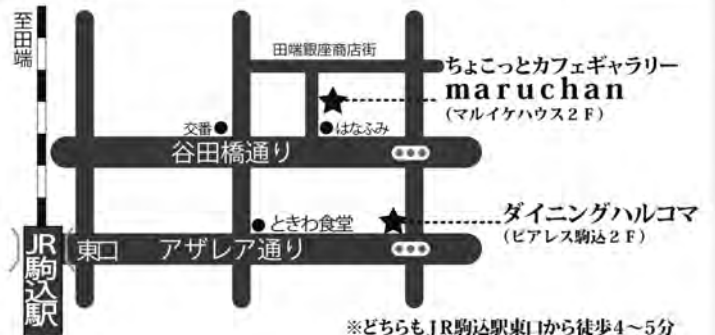 至田端
田端銀座商店街
ちょこっとカフェギャラリー
maruchan
(マルイケハウス2F)
交番
はなふみ
谷田橋通り
ときわ食堂
ダイニングハルコマ
(ピアレス駒込2F)
JR駒込駅
東口
アザレア通り
※どちらもJR駒込駅東口から徒歩4〜5分